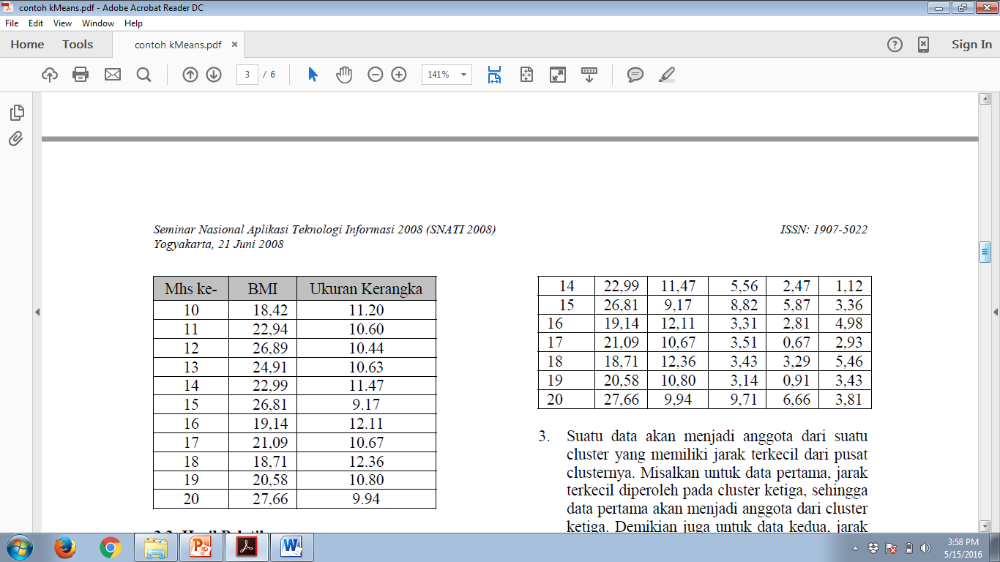 contoh kMeans.pdf - Adobe Acrobat Reader DC
File Edit View Window Help
Home Tools contoh kMeans.pdf × Sign In
3 / 6 141%
Seminar Nasional Aplikasi Teknologi Informasi 2008 (SNATI 2008) ISSN: 1907-5022
Yogyakarta, 21 Juni 2008
Mhs ke- BMI Ukuran Kerangka
10 18,42 11.20
11 22,94 10.60
12 26,89 10.44
13 24,91 10.63
14 22,99 11.47
15 26,81 9.17
16 19,14 12.11
17 21,09 10.67
18 18,71 12.36
19 20,58 10.80
20 27,66 9.94
14 22,99 11,47 5,56 2,47 1,12
15 26,81 9,17 8,82 5,87 3,36
16 19,14 12,11 3,31 2,81 4,98
17 21,09 10,67 3,51 0,67 2,93
18 18,71 12,36 3,43 3,29 5,46
19 20,58 10,80 3,14 0,91 3,43
20 27,66 9,94 9,71 6,66 3,81
3. Suatu data akan menjadi anggota dari suatu
cluster yang memiliki jarak terkecil dari pusat
clusternya. Misalkan untuk data pertama, jarak
terkecil diperoleh pada cluster ketiga, sehingga
data pertama akan menjadi anggota dari cluster
ketiga. Demikian juga untuk data kedua, jarak
3:58 PM
5/15/2016